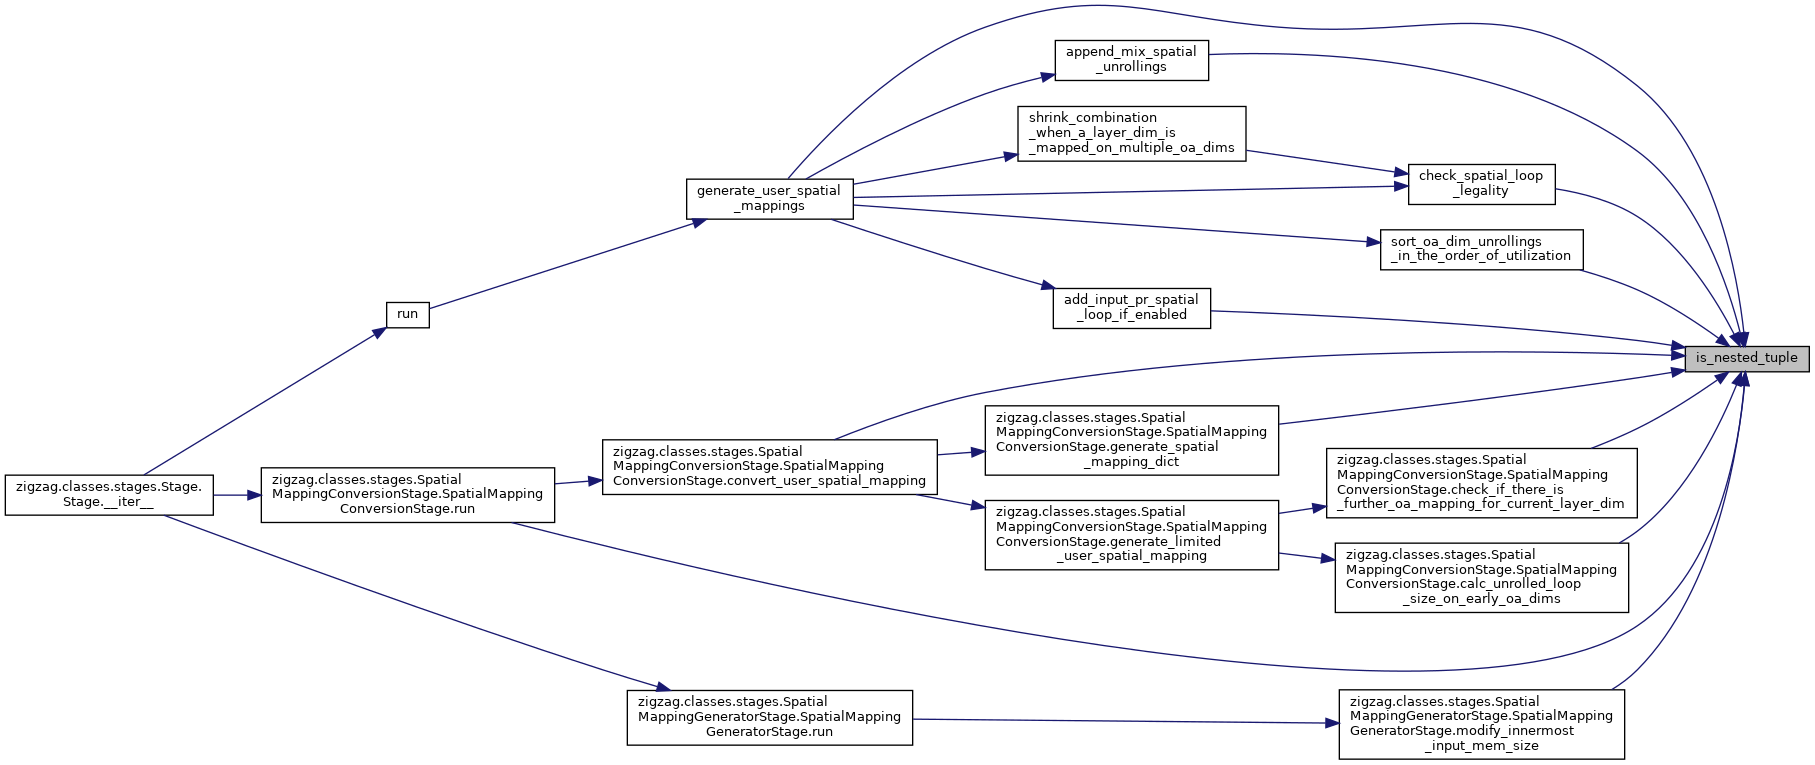 append_mix_spatial
_unrollings
shrink_combination
_when_a_layer_dim_is
_mapped_on_multiple_oa_dims
check_spatial_loop
_legality
generate_user_spatial
_mappings
sort_oa_dim_unrollings
_in_the_order_of_utilization
add_input_pr_spatial
_loop_if_enabled
run
is_nested_tuple
zigzag.classes.stages.Spatial
MappingConversionStage.SpatialMapping
ConversionStage.generate_spatial
_mapping_dict
zigzag.classes.stages.Spatial
MappingConversionStage.SpatialMapping
ConversionStage.convert_user_spatial_mapping
zigzag.classes.stages.Spatial
MappingConversionStage.SpatialMapping
ConversionStage.check_if_there_is
_further_oa_mapping_for_current_layer_dim
zigzag.classes.stages.Stage.
Stage.__iter__
zigzag.classes.stages.Spatial
MappingConversionStage.SpatialMapping
ConversionStage.run
zigzag.classes.stages.Spatial
MappingConversionStage.SpatialMapping
ConversionStage.generate_limited
_user_spatial_mapping
zigzag.classes.stages.Spatial
MappingConversionStage.SpatialMapping
ConversionStage.calc_unrolled_loop
_size_on_early_oa_dims
zigzag.classes.stages.Spatial
MappingGeneratorStage.SpatialMapping
GeneratorStage.run
zigzag.classes.stages.Spatial
MappingGeneratorStage.SpatialMapping
GeneratorStage.modify_innermost
_input_mem_size